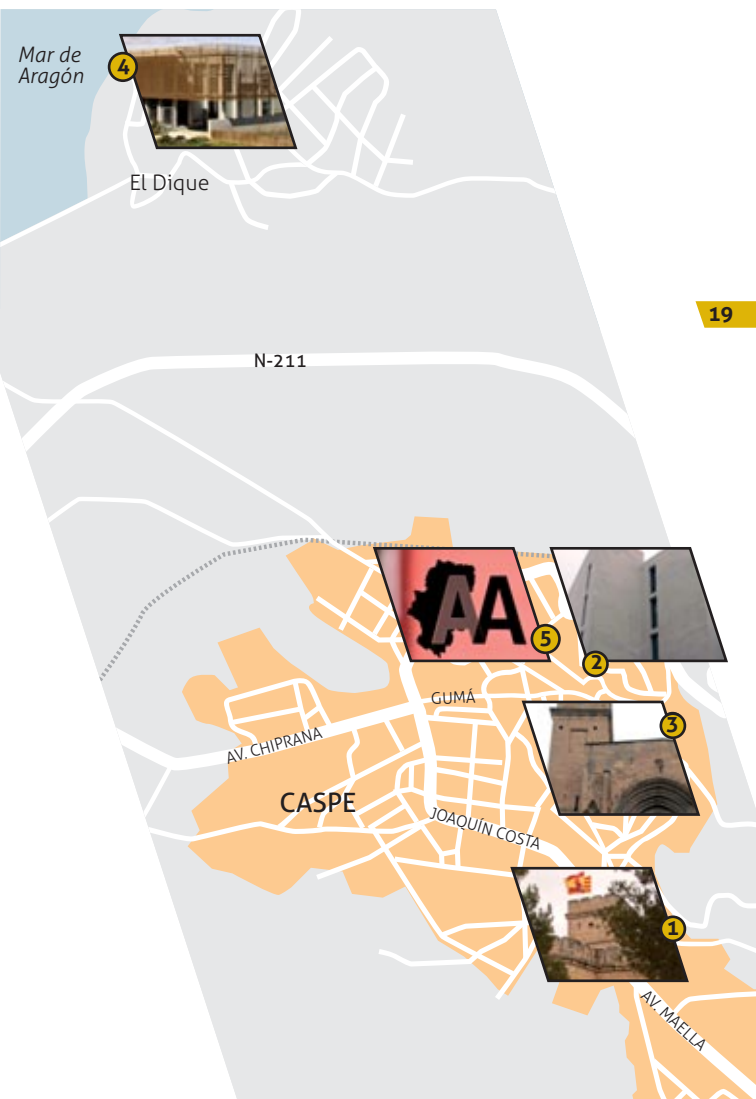 Mar de
Aragón
4
El Dique
19
N-211
AA
5
2
GUMÁ
3
AV. CHIPRANA
CASPE
JOAQUÍN COSTA
1
AV. MAELLA